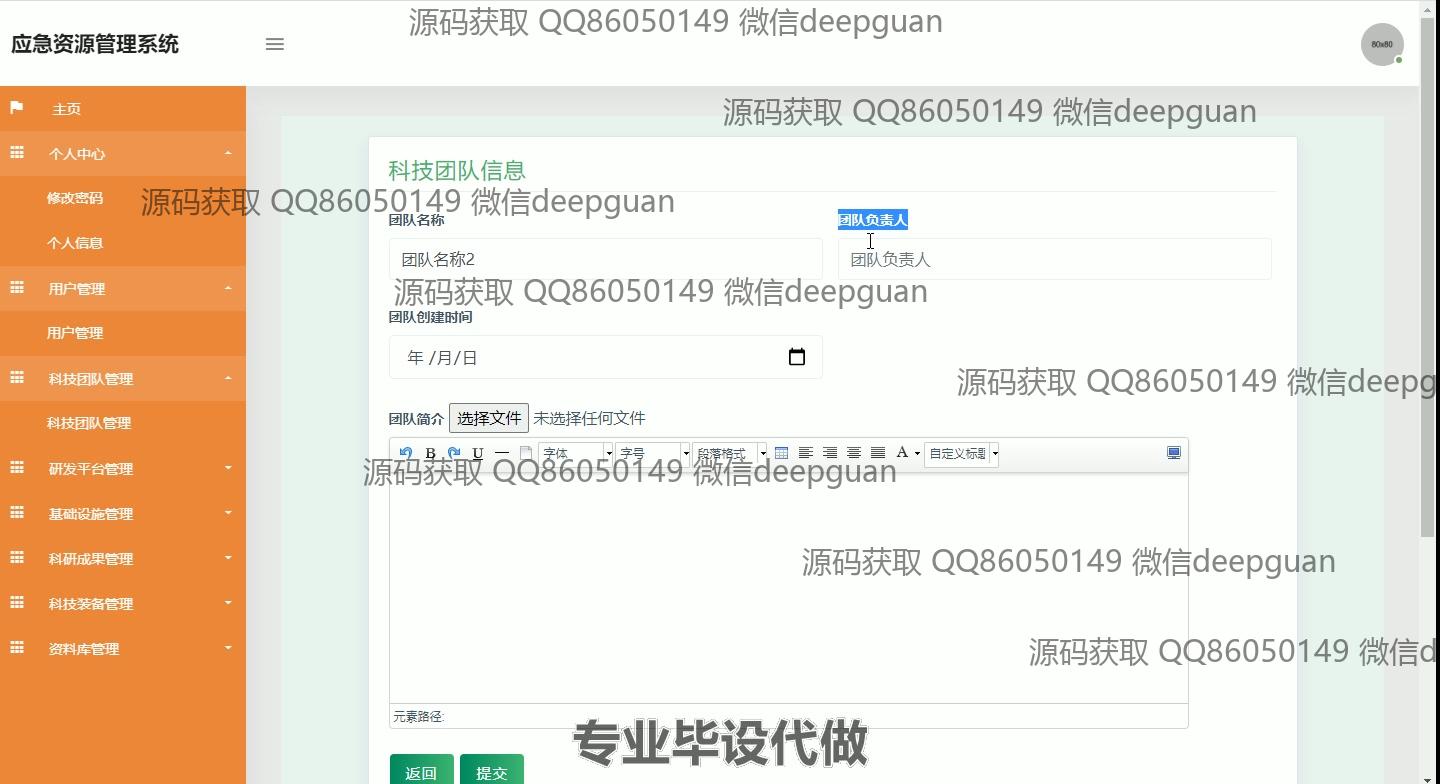 源码获取 QQ86050149 微信deepguan
应急资源管理系统
80x80
主页
源码获取 QQ86050149 微信deepguan
个人中心
科技团队信息
修改密码
源码获取 QQ86050149 微信deepguan
团队名称
团队负责人
个人信息
团队名称2
团队负责人
用户管理
源码获取 QQ86050149 微信deepguan
团队创建时间
用户管理
年 /月/日
科技团队管理
源码获取 QQ86050149 微信deepg
科技团队管理
团队简介 选择文件 未选择任何文件
B U 字体 字号 段落格式 A 自定义标题
研发平台管理
源码获取 QQ86050149 微信deepguan
基础设施管理
科研成果管理
源码获取 QQ86050149 微信deepguan
科技装备管理
资料库管理
源码获取 QQ86050149 微信d
元素路径:
专业毕设代做
返回 提交